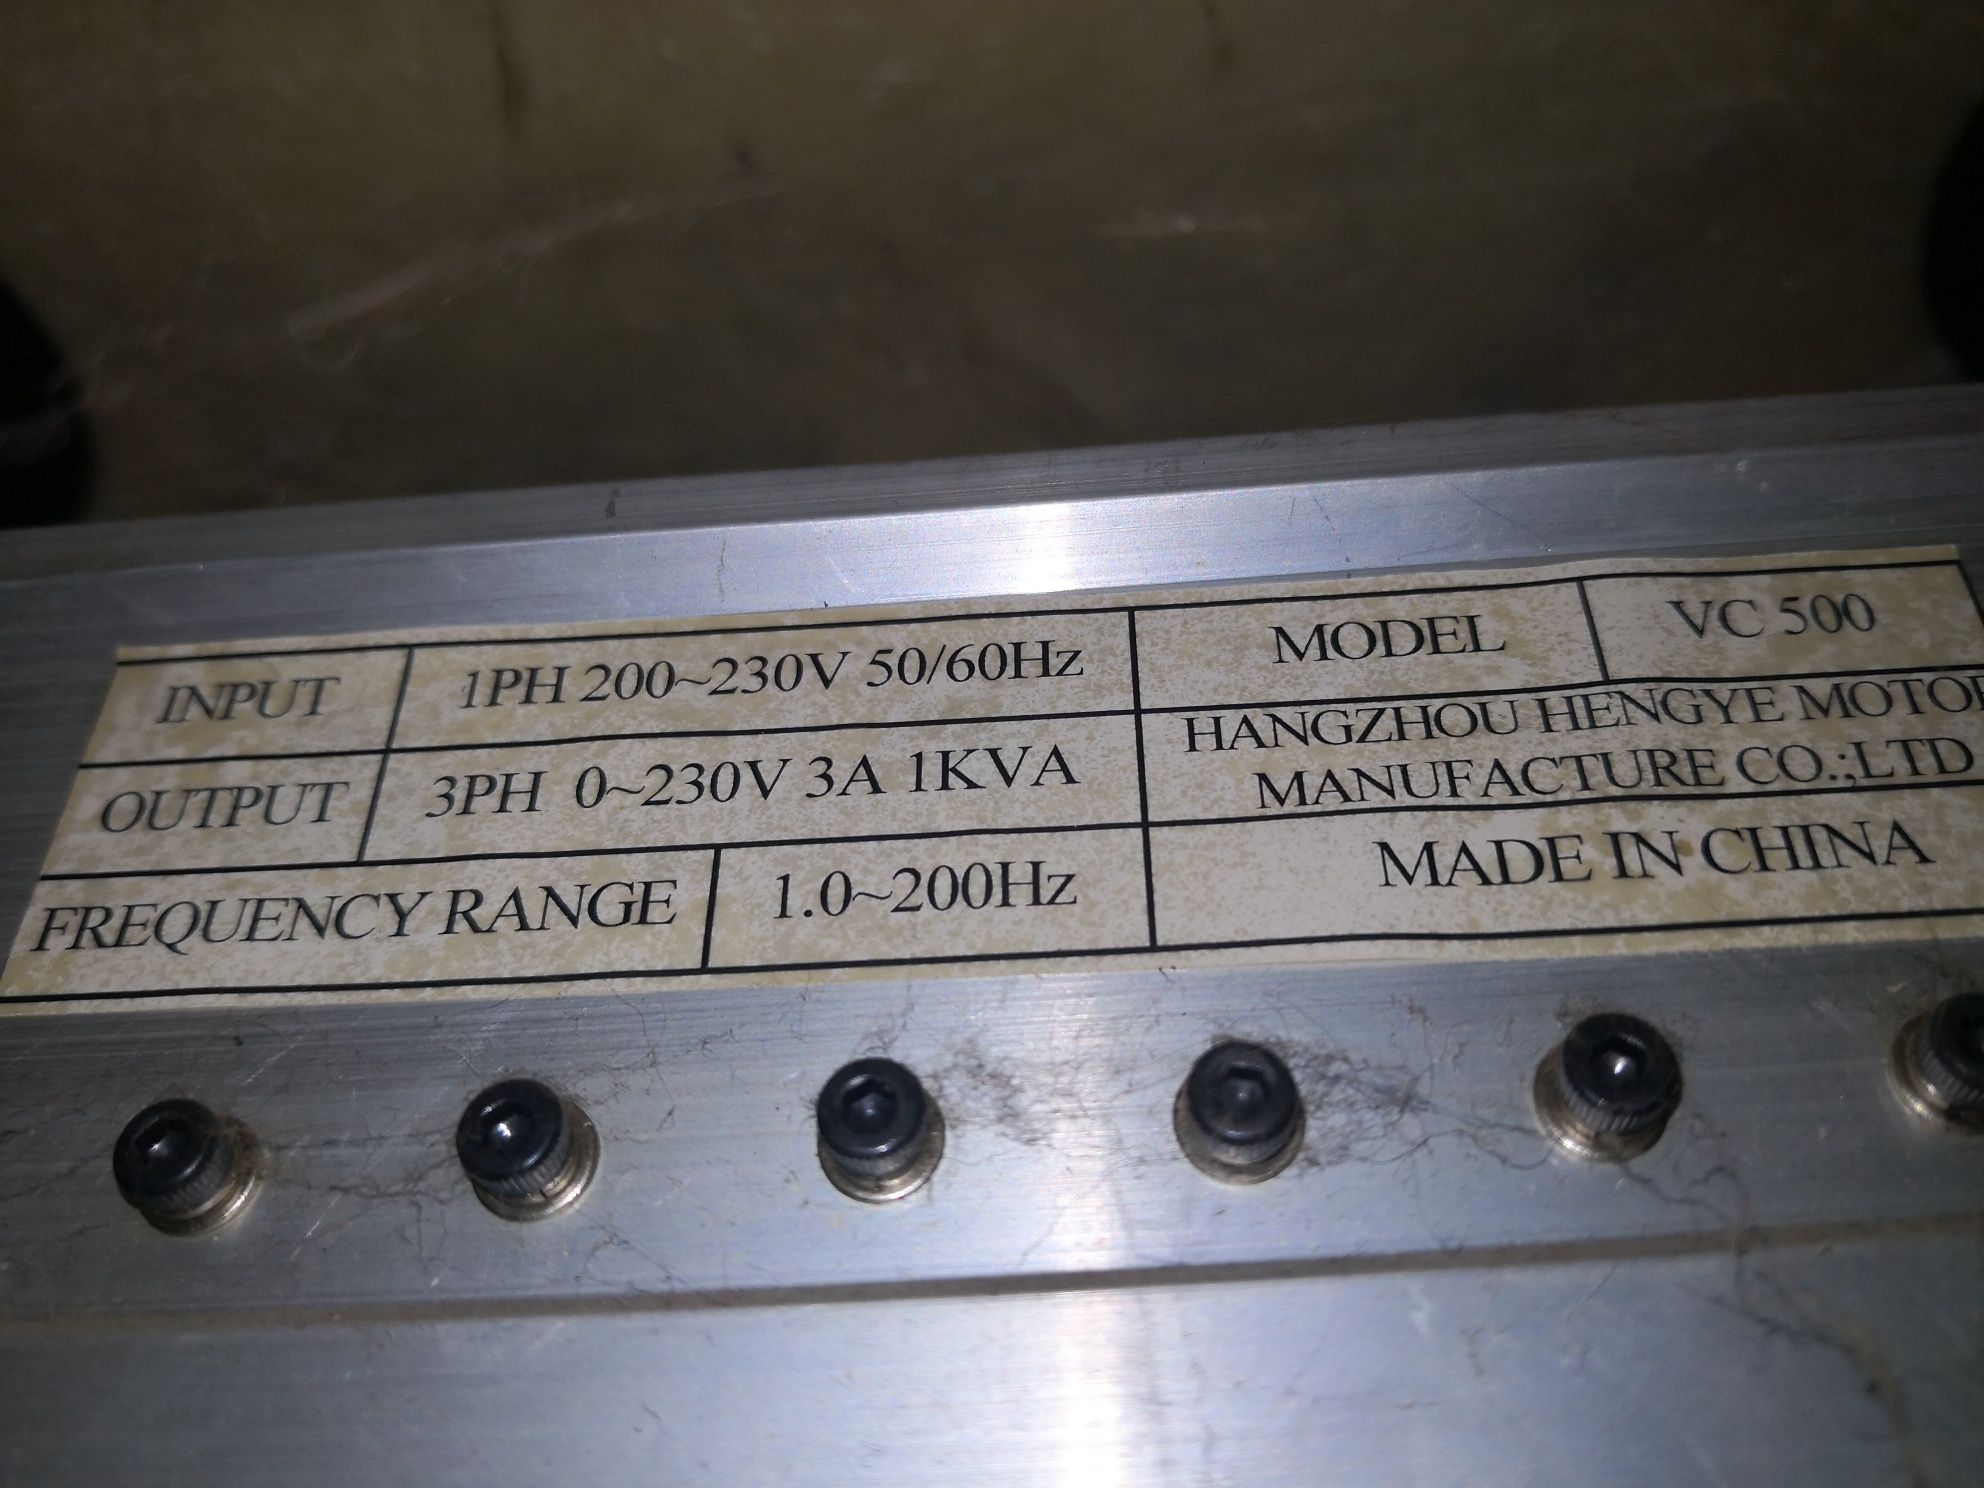 INPUT 1PH 200~230V 50/60Hz MODEL VC 500
OUTPUT 3PH 0~230V 3A 1KVA
HANGZHOU HENGYE MOTOR
MANUFACTURE CO.;LTD
FREQUENCY RANGE 1.0~200Hz MADE IN CHINA